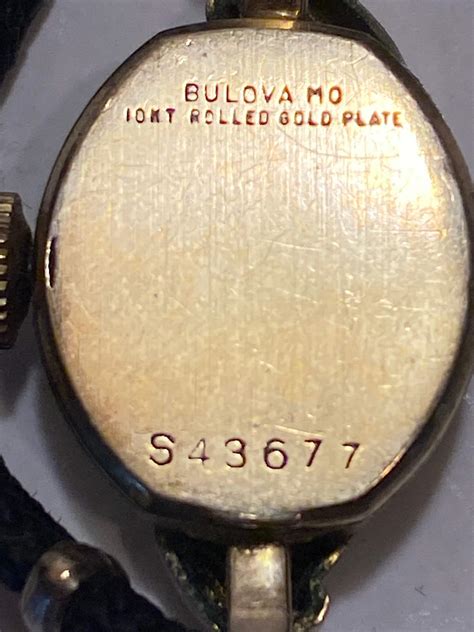 BULOVA MO
10KT ROLLED GOLD PLATE
S43677